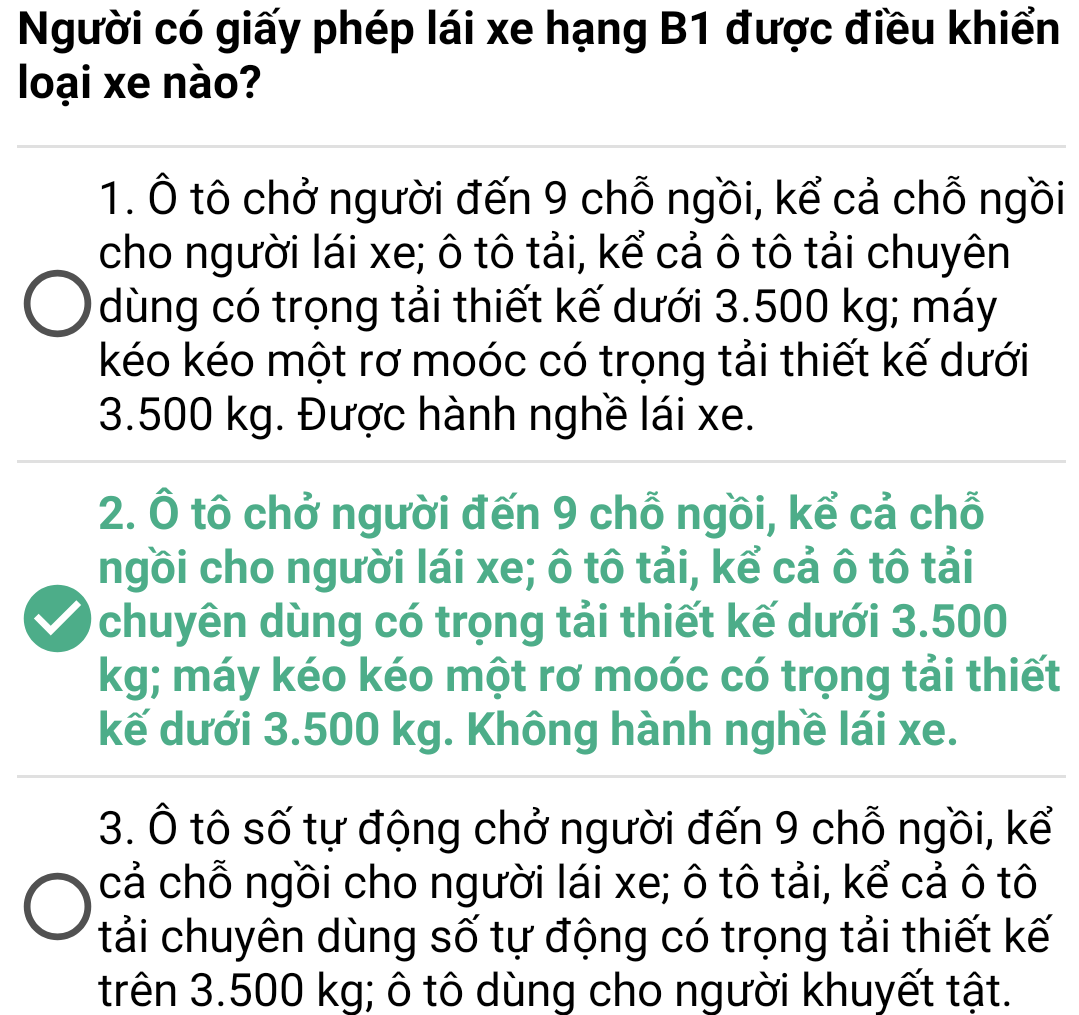 Người có giấy phép lái xe hạng B1 được điều khiển
loại xe nào?
1. Ô tô chở người đến 9 chỗ ngồi, kể cả chỗ ngồi
cho người lái xe; ô tô tải, kể cả ô tô tải chuyên
dùng có trọng tải thiết kế dưới 3.500 kg; máy
kéo kéo một rơ moóc có trọng tải thiết kế dưới
3.500 kg. Được hành nghề lái xe.
2. Ô tô chở người đến 9 chỗ ngồi, kể cả chỗ
ngồi cho người lái xe; ô tô tải, kể cả ô tô tải
chuyên dùng có trọng tải thiết kế dưới 3.500
kg; máy kéo kéo một rơ moóc có trọng tải thiết
kế dưới 3.500 kg. Không hành nghề lái xe.
3. Ô tô số tự động chở người đến 9 chỗ ngồi, kể
cả chỗ ngồi cho người lái xe; ô tô tải, kể cả ô tô
tải chuyên dùng số tự động có trọng tải thiết kế
trên 3.500 kg; ô tô dùng cho người khuyết tật.